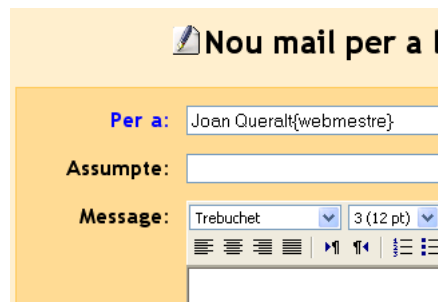 Nou mail per a
Per a: Joan Queralt{webmestre}
Assumpte:
Message: Trebuchet 3 (12 pt)